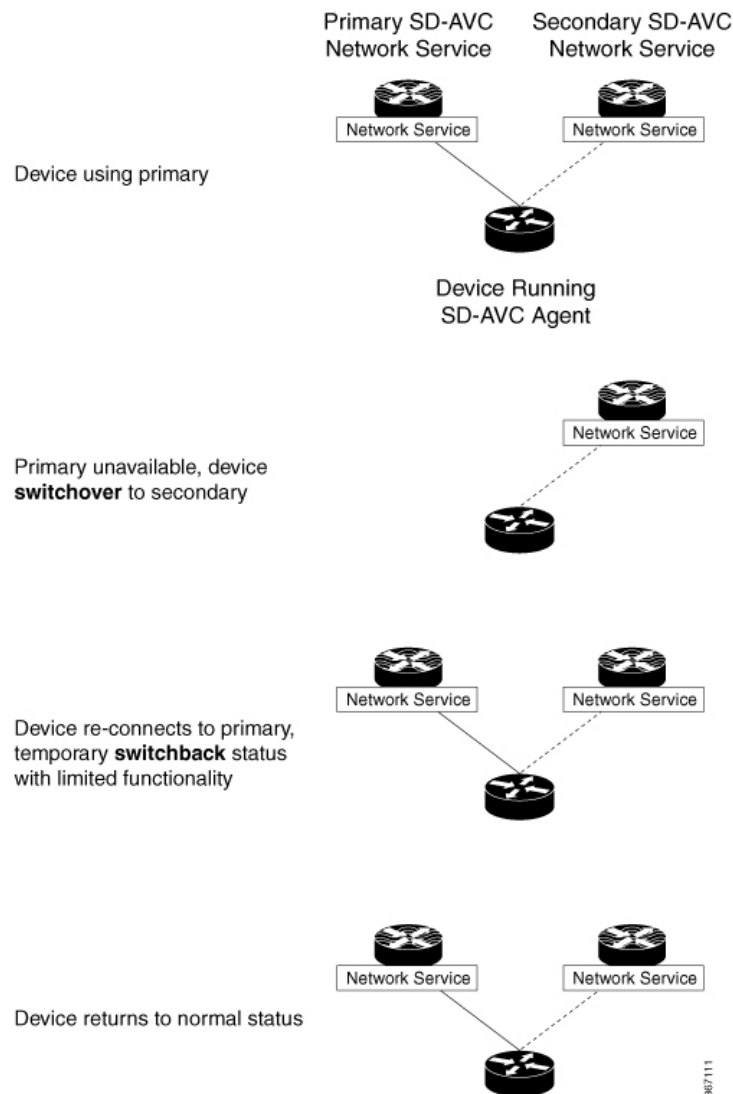 Primary SD-AVC
Network Service
Secondary SD-AVC
Network Service
Network Service
Network Service
Device using primary
Device Running
SD-AVC Agent
Network Service
Primary unavailable, device
switchover to secondary
Network Service
Network Service
Device re-connects to primary,
temporary switchback status
with limited functionality
Network Service
Network Service
Device returns to normal status